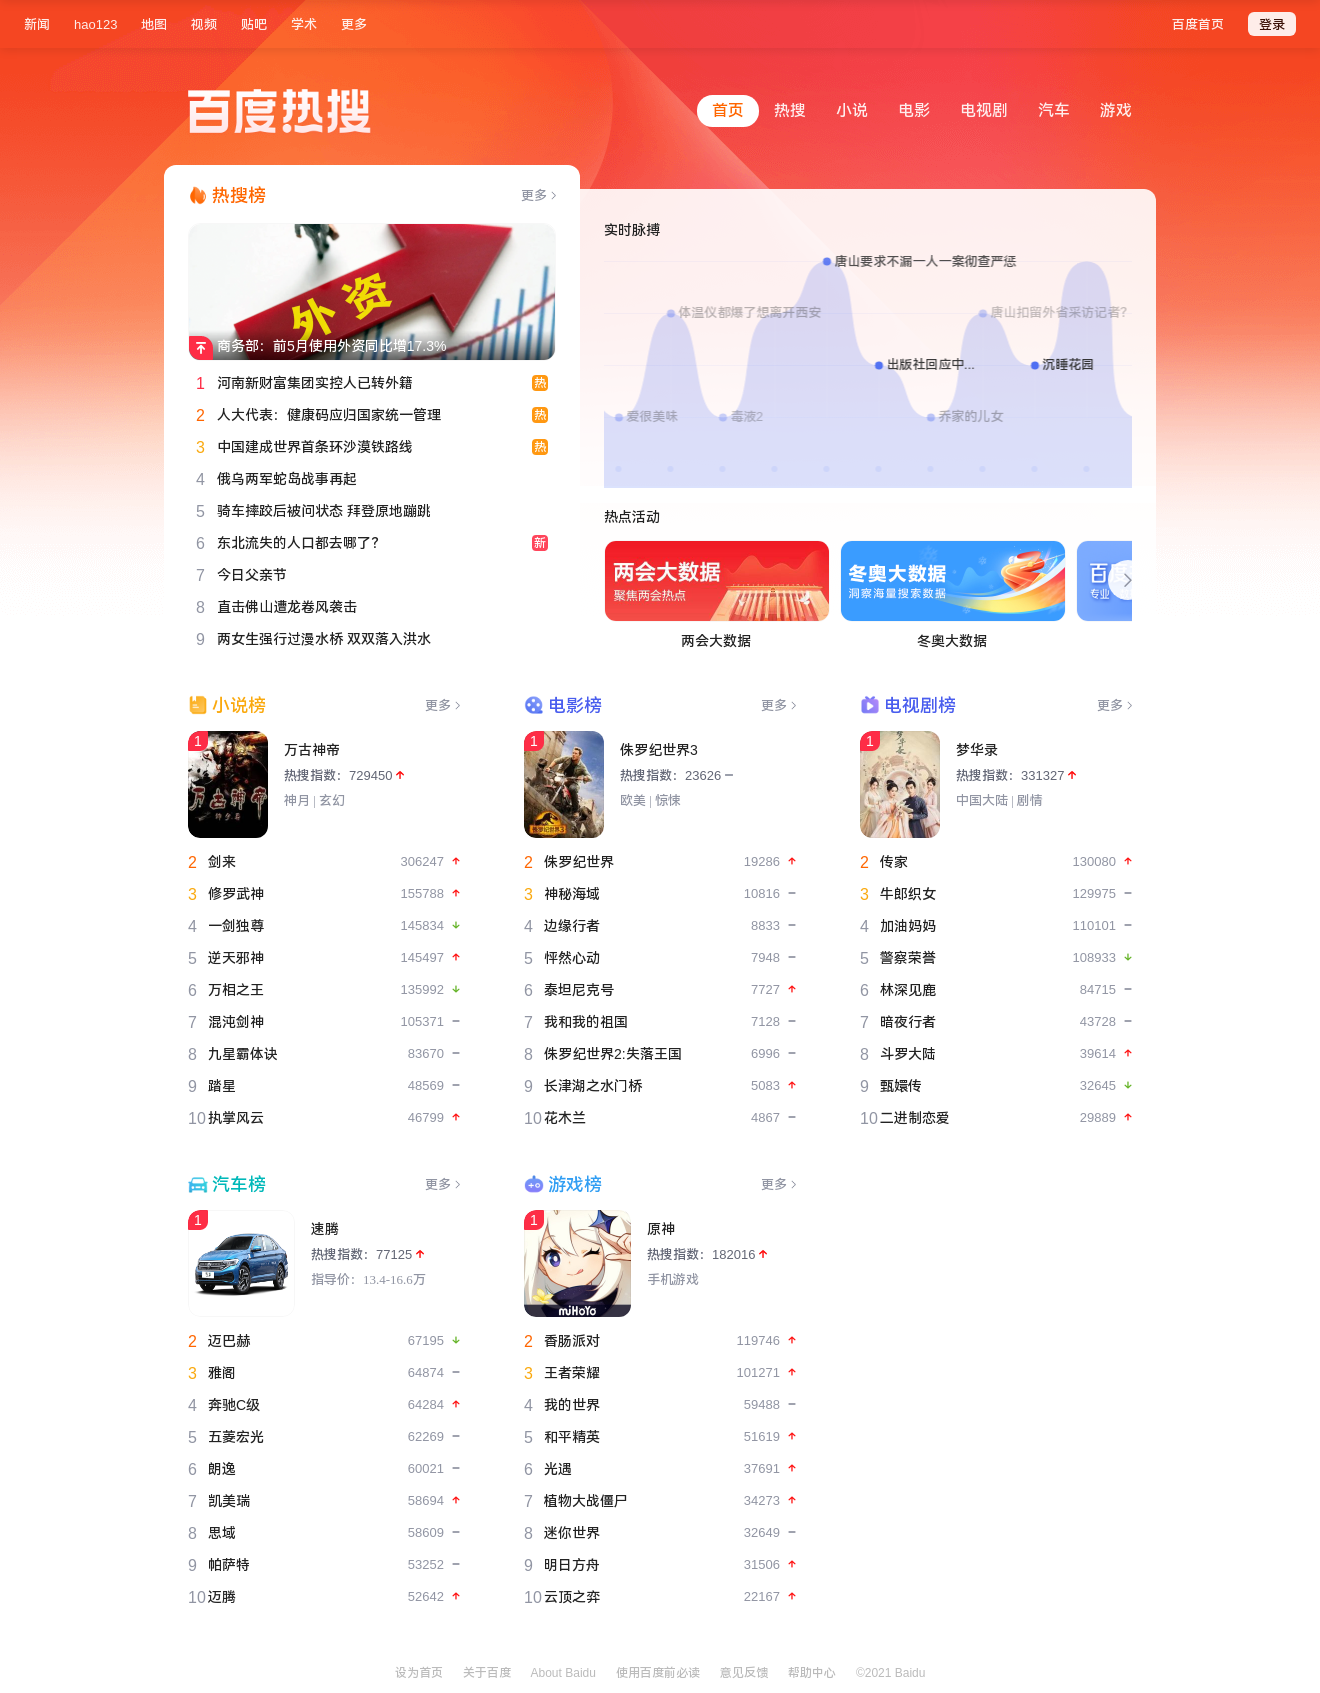 新闻 hao123 地图 视频 贴吧 学术 更多 百度首页 登录
百度热搜
首页 热搜 小说 电影 电视剧 汽车 游戏
热搜榜 更多
外资
商务部：前5月使用外资同比增17.3%
1 河南新财富集团实控人已转外籍 热
2 人大代表：健康码应归国家统一管理 热
3 中国建成世界首条环沙漠铁路线 热
4 俄乌两军蛇岛战事再起
5 骑车摔跤后被问状态 拜登原地蹦跳
6 东北流失的人口都去哪了？ 新
7 今日父亲节
8 直击佛山遭龙卷风袭击
9 两女生强行过漫水桥 双双落入洪水
实时脉搏
唐山要求不漏一人一案彻查严惩
体温仪都爆了想离开西安
唐山扣留外省采访记者?
出版社回应中...
沉睡花园
爱很美味
毒液2
乔家的儿女
热点活动
两会大数据
聚焦两会热点
冬奥大数据
洞察海量搜索数据
百度
专业
两会大数据
冬奥大数据
小说榜 更多
1
万古神帝
万古神帝
热搜指数：729450
神月 | 玄幻
2 剑来 306247
3 修罗武神 155788
4 一剑独尊 145834
5 逆天邪神 145497
6 万相之王 135992
7 混沌剑神 105371
8 九星霸体诀 83670
9 踏星 48569
10 执掌风云 46799
电影榜 更多
1
侏罗纪世界3
侏罗纪世界3
热搜指数：23626
欧美 | 惊悚
2 侏罗纪世界 19286
3 神秘海域 10816
4 边缘行者 8833
5 怦然心动 7948
6 泰坦尼克号 7727
7 我和我的祖国 7128
8 侏罗纪世界2:失落王国 6996
9 长津湖之水门桥 5083
10 花木兰 4867
电视剧榜 更多
1
梦华录
梦华录
热搜指数：331327
中国大陆 | 剧情
2 传家 130080
3 牛郎织女 129975
4 加油妈妈 110101
5 警察荣誉 108933
6 林深见鹿 84715
7 暗夜行者 43728
8 斗罗大陆 39614
9 甄嬛传 32645
10 二进制恋爱 29889
汽车榜 更多
1
速腾
热搜指数：77125
指导价：13.4-16.6万
2 迈巴赫 67195
3 雅阁 64874
4 奔驰C级 64284
5 五菱宏光 62269
6 朗逸 60021
7 凯美瑞 58694
8 思域 58609
9 帕萨特 53252
10 迈腾 52642
游戏榜 更多
1
miHoYo
原神
热搜指数：182016
手机游戏
2 香肠派对 119746
3 王者荣耀 101271
4 我的世界 59488
5 和平精英 51619
6 光遇 37691
7 植物大战僵尸 34273
8 迷你世界 32649
9 明日方舟 31506
10 云顶之弈 22167
设为首页 关于百度 About Baidu 使用百度前必读 意见反馈 帮助中心 ©2021 Baidu